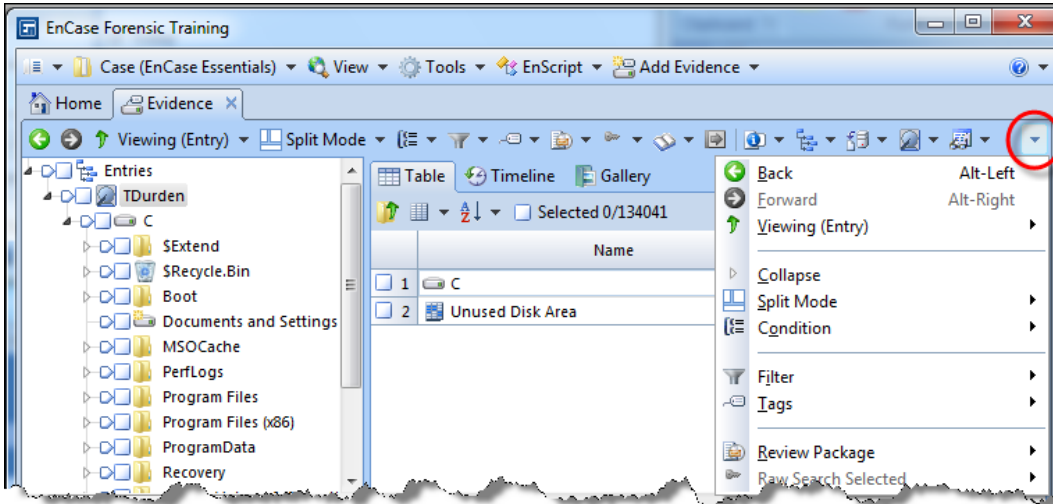 EnCase Forensic Training
Case (EnCase Essentials) View Tools EnScript Add Evidence
Home Evidence
Viewing (Entry) Split Mode
Entries
TDurden
C
$Extend
$Recycle.Bin
Boot
Documents and Settings
MSOCache
PerfLogs
Program Files
Program Files (x86)
ProgramData
Recovery
Table Timeline Gallery
Selected 0/134041
Name
1 C
2 Unused Disk Area
Back Alt-Left
Forward Alt-Right
Viewing (Entry)
Collapse
Split Mode
Condition
Filter
Tags
Review Package
Raw Search Selected